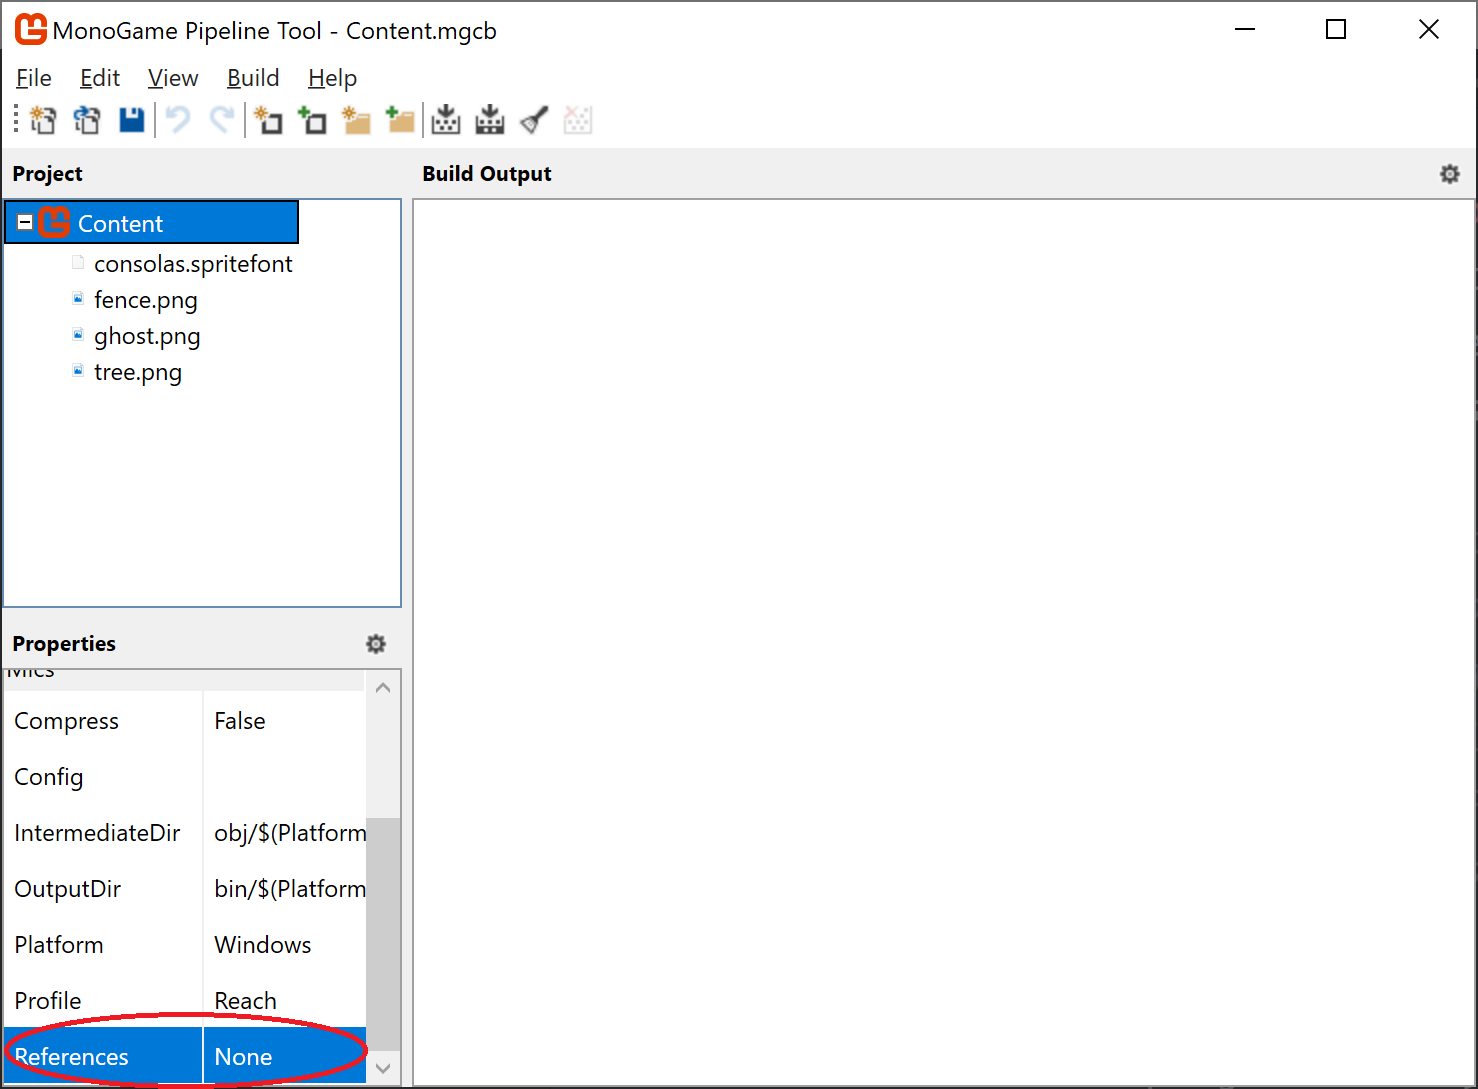 MonoGame Pipeline Tool - Content.mgcb
File Edit View Build Help
Project
Build Output
Content
consolas.spritefont
fence.png
ghost.png
tree.png
Properties
Mics
Compress False
Config
IntermediateDir obj/$(Platform
OutputDir bin/$(Platform
Platform Windows
Profile Reach
References None